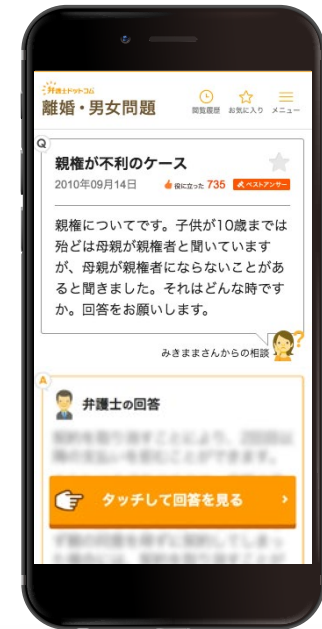 弁護士ドットコム
離婚・男女問題
閲覧履歴 お気に入り メニュー
Q
親権が不利のケース
2010年09月14日 役に立った 735 ベストアンサー
親権についてです。子供が10歳までは
殆どは母親が親権者と聞いています
が、母親が親権者にならないことがあ
ると聞きました。それはどんな時です
か。回答をお願いします。
みきままさんからの相談
?
A
弁護士の回答
タッチして回答を見る